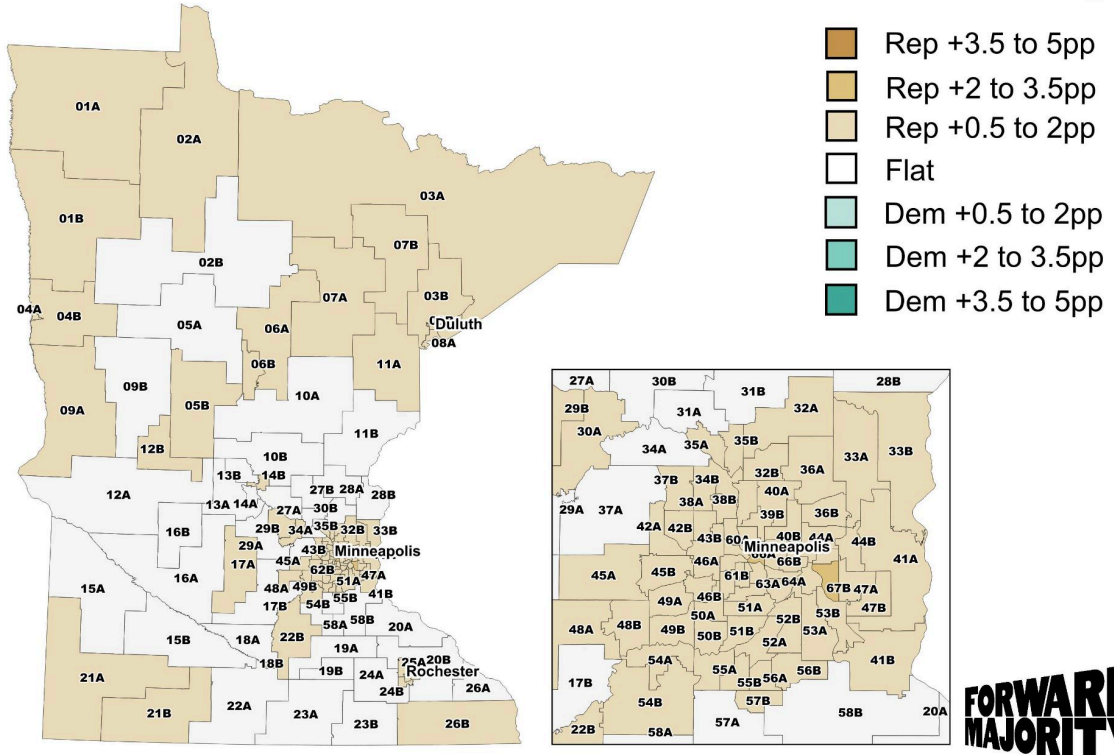 Rep +3.5 to 5pp
Rep +2 to 3.5pp
Rep +0.5 to 2pp
Flat
Dem +0.5 to 2pp
Dem +2 to 3.5pp
Dem +3.5 to 5pp
01A
02A
03A
01B
07B
02B
03B
07A
04A
04B
05A
06A
Duluth
08A
06B
11A
09B
10A
09A
05B
11B
12B
10B
13B
14B
12A
27B 28A
28B
13A 14A
27A
30B
16B
29B
34A
35B
32B
33B
29A
43B
Minneapolis
17A
45A
16A
62B
51A
47A
15A
48A
49B
41B
17B
54B
55B
58A
58B
20A
15B
18A
22B
19A
18B
19B
24A
25A
20B
Rochester
21A
24B
26A
21B
22A
23A
23B
26B
27A
30B
31B
28B
29B
31A
32A
30A
35A
35B
34A
33A
33B
37B
34B
32B
36A
29A
37A
38A
38B
40A
39B
36B
42A
42B
43B
60A
40B
44A
44B
Minneapolis
66B
41A
45A
45B
46A
61B
63A
64A
67B
47A
49A
46B
51A
53B
47B
48A
48B
50A
52B
49B
50B
51B
52A
53A
54A
55A
56B
41B
17B
55B
56A
54B
57B
22B
58A
57A
58B
20A
FORWARD
MAJORITY